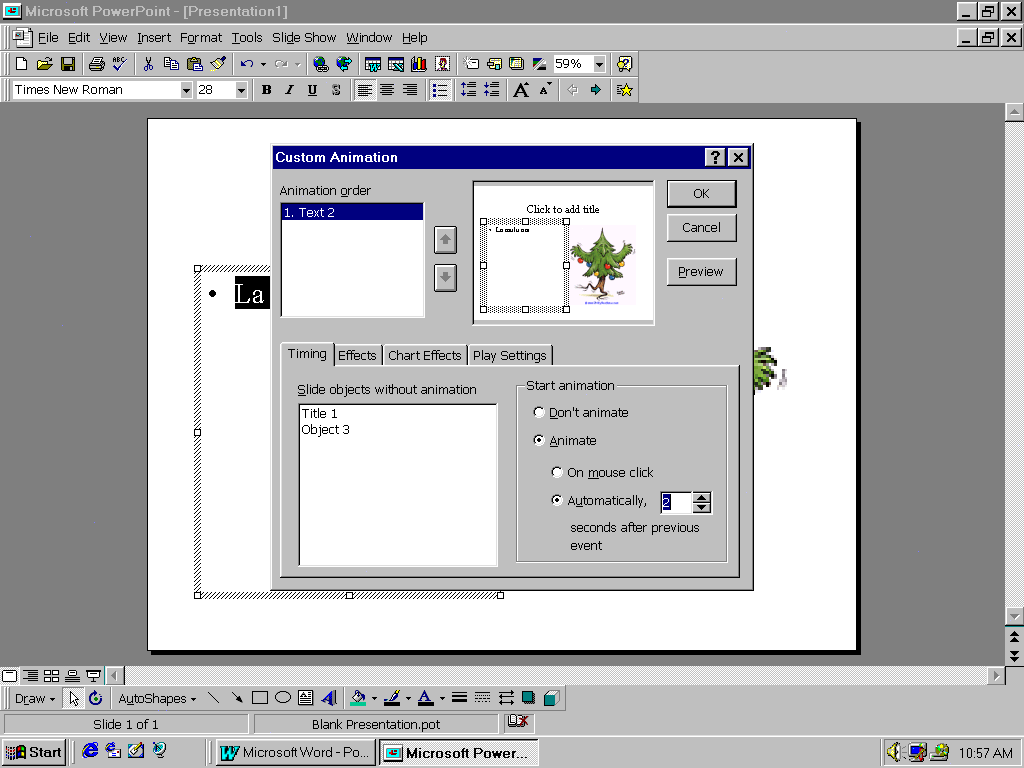 Microsoft PowerPoint - [Presentation1]
File Edit View Insert Format Tools Slide Show Window Help
ABC
59%
Times New Roman 28 B I U S A A
Custom Animation
Animation order
1. Text 2
Click to add title
OK
Cancel
Preview
• La
Timing Effects Chart Effects Play Settings
Slide objects without animation
Title 1
Object 3
Start animation
Don't animate
Animate
On mouse click
Automatically, 2
seconds after previous
event
Draw AutoShapes A A
Slide 1 of 1 Blank Presentation.pot
Start Microsoft Word - Po... Microsoft Power... 10:57 AM